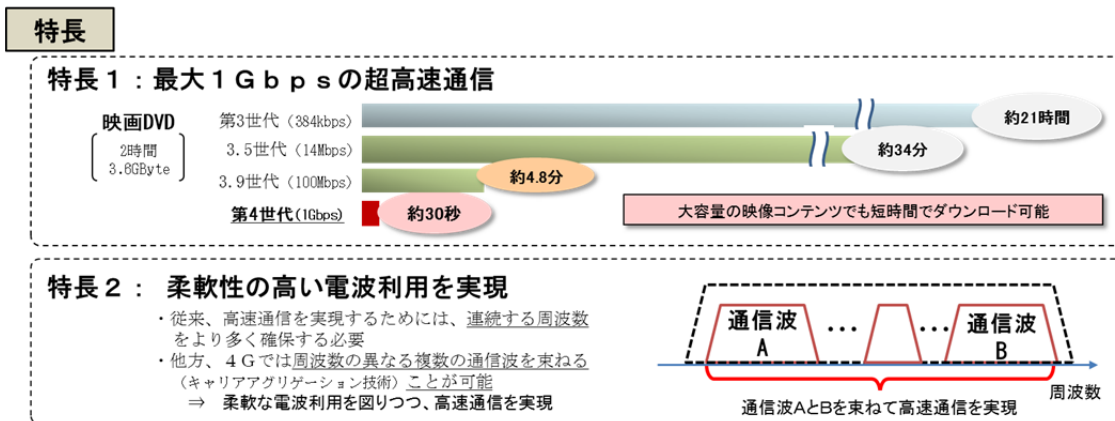 特長
特長１：最大１Ｇｂｐｓの超高速通信
映画DVD
2時間
3.6GByte
第3世代（384kbps）
約21時間
3.5世代（14Mbps）
約34分
3.9世代（100Mbps）
約4.8分
第4世代(1Gbps)
約30秒
大容量の映像コンテンツでも短時間でダウンロード可能
特長２： 柔軟性の高い電波利用を実現
・従来、高速通信を実現するためには、連続する周波数
をより多く確保する必要
・他方、４Ｇでは周波数の異なる複数の通信波を束ねる
（キャリアアグリゲーション技術）ことが可能
⇒ 柔軟な電波利用を図りつつ、高速通信を実現
通信波
A
…
…
通信波
B
周波数
通信波AとBを束ねて高速通信を実現